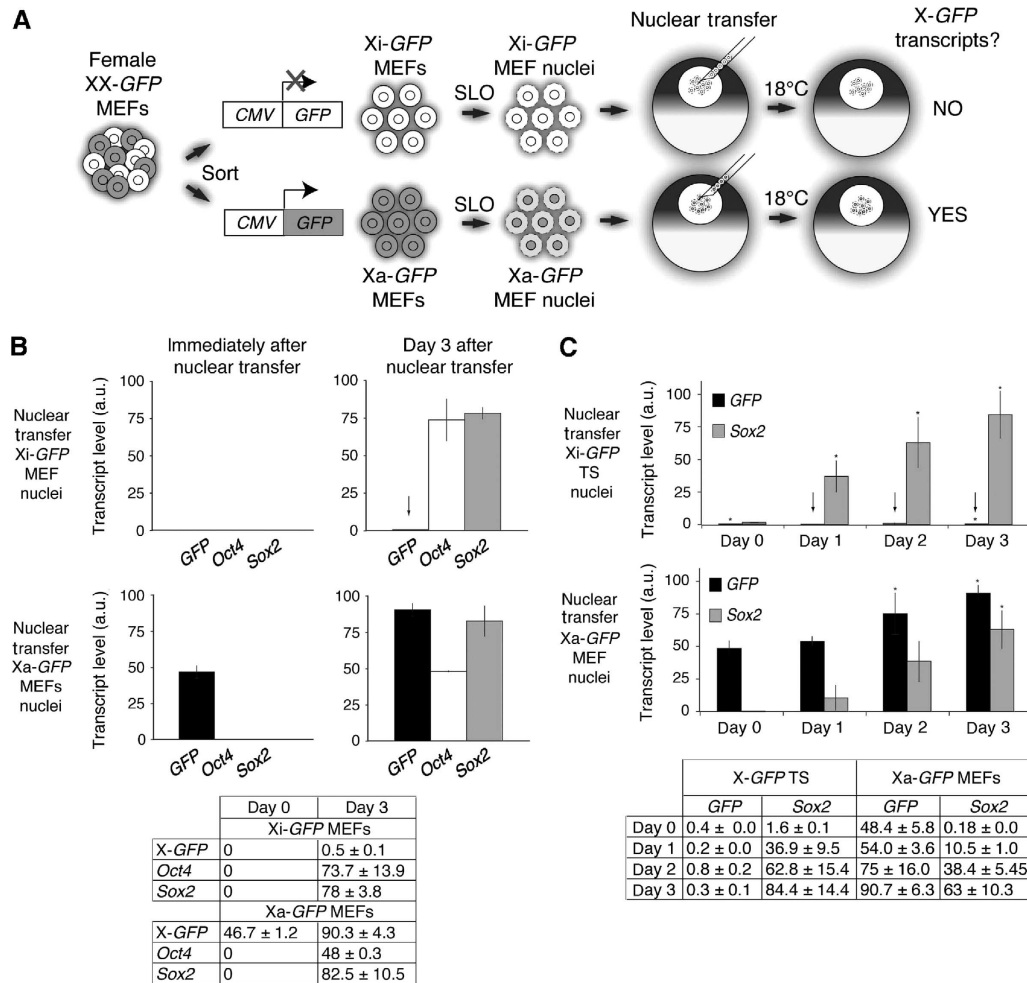 A
Female
XX-GFP
MEFs
Sort
CMV GFP
CMV GFP
Xi-GFP
MEFs
SLO
Xi-GFP
MEF nuclei
SLO
Xa-GFP
MEFs
Xa-GFP
MEF nuclei
Nuclear transfer
18°C
18°C
X-GFP
transcripts?
NO
YES
B
Immediately after
nuclear transfer
Day 3 after
nuclear transfer
Nuclear
transfer
Xi-GFP
MEF
nuclei
Transcript level (a.u.)
100
75
50
25
0
GFP Oct4 Sox2
100
75
50
25
0
GFP Oct4 Sox2
Nuclear
transfer
Xa-GFP
MEFs
nuclei
Transcript level (a.u.)
100
75
50
25
0
GFP Oct4 Sox2
100
75
50
25
0
GFP Oct4 Sox2
Day 0 Day 3
Xi-GFP MEFs
X-GFP 0 0.5 ± 0.1
Oct4 0 73.7 ± 13.9
Sox2 0 78 ± 3.8
Xa-GFP MEFs
X-GFP 46.7 ± 1.2 90.3 ± 4.3
Oct4 0 48 ± 0.3
Sox2 0 82.5 ± 10.5
C
Nuclear
transfer
Xi-GFP
TS
nuclei
Transcript level (a.u.)
100
75
50
25
0
GFP
Sox2
* * * * *
Day 0 Day 1 Day 2 Day 3
Nuclear
transfer
Xa-GFP
MEF
nuclei
Transcript level (a.u.)
100
75
50
25
0
GFP
Sox2
* * *
Day 0 Day 1 Day 2 Day 3
X-GFP TS Xa-GFP MEFs
GFP Sox2 GFP Sox2
Day 0 0.4 ± 0.0 1.6 ± 0.1 48.4 ± 5.8 0.18 ± 0.0
Day 1 0.2 ± 0.0 36.9 ± 9.5 54.0 ± 3.6 10.5 ± 1.0
Day 2 0.8 ± 0.2 62.8 ± 15.4 75 ± 16.0 38.4 ± 5.45
Day 3 0.3 ± 0.1 84.4 ± 14.4 90.7 ± 6.3 63 ± 10.3